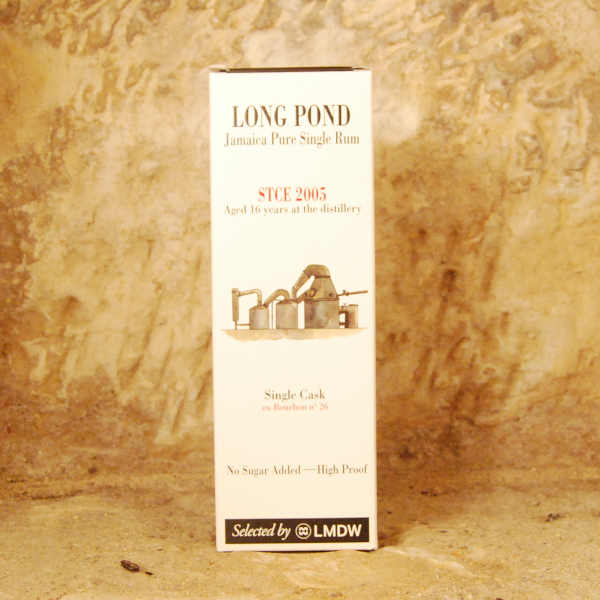 LONG POND
Jamaica Pure Single Rum
STCE 2005
Aged 16 years at the distillery
Single Cask
ex-Bourbon n° 26
No Sugar Added — High Proof
Selected by LMDW